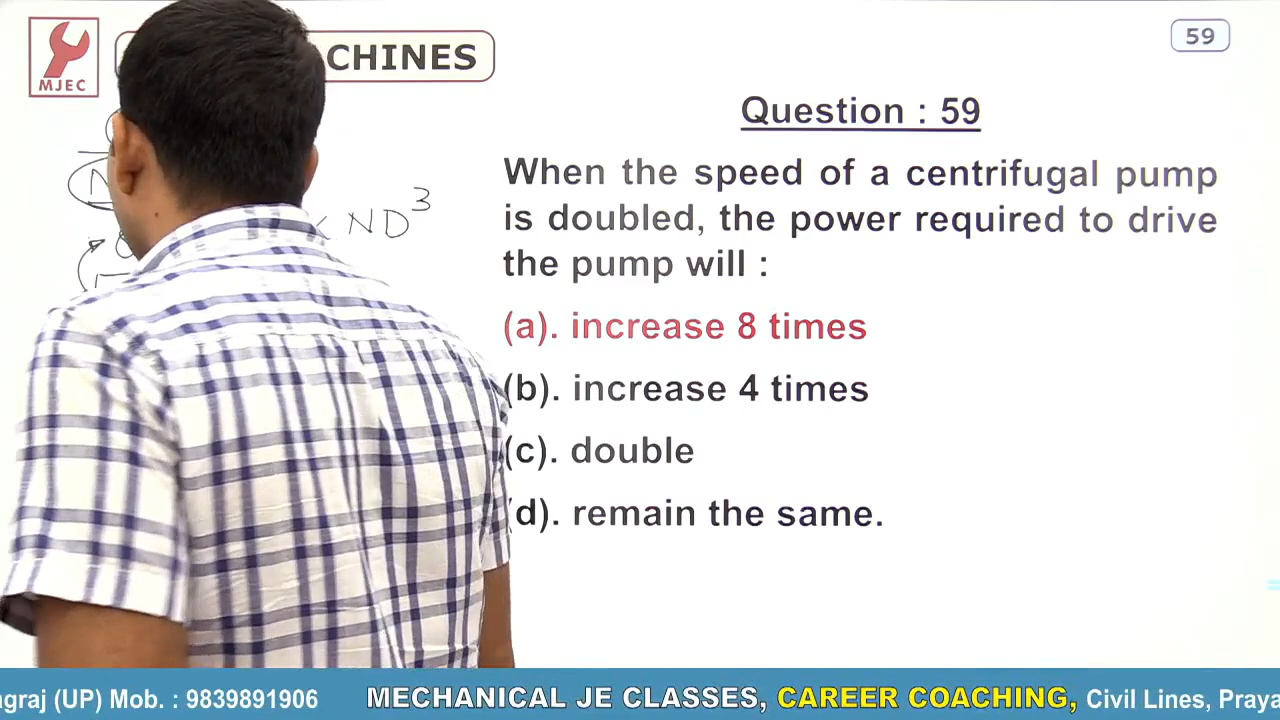 MJEC
CHINES
59
Question : 59
When the speed of a centrifugal pump
is doubled, the power required to drive
the pump will :
(a). increase 8 times
(b). increase 4 times
(c). double
(d). remain the same.
ND³
agraj (UP) Mob. : 9839891906 MECHANICAL JE CLASSES, CAREER COACHING, Civil Lines, Praya